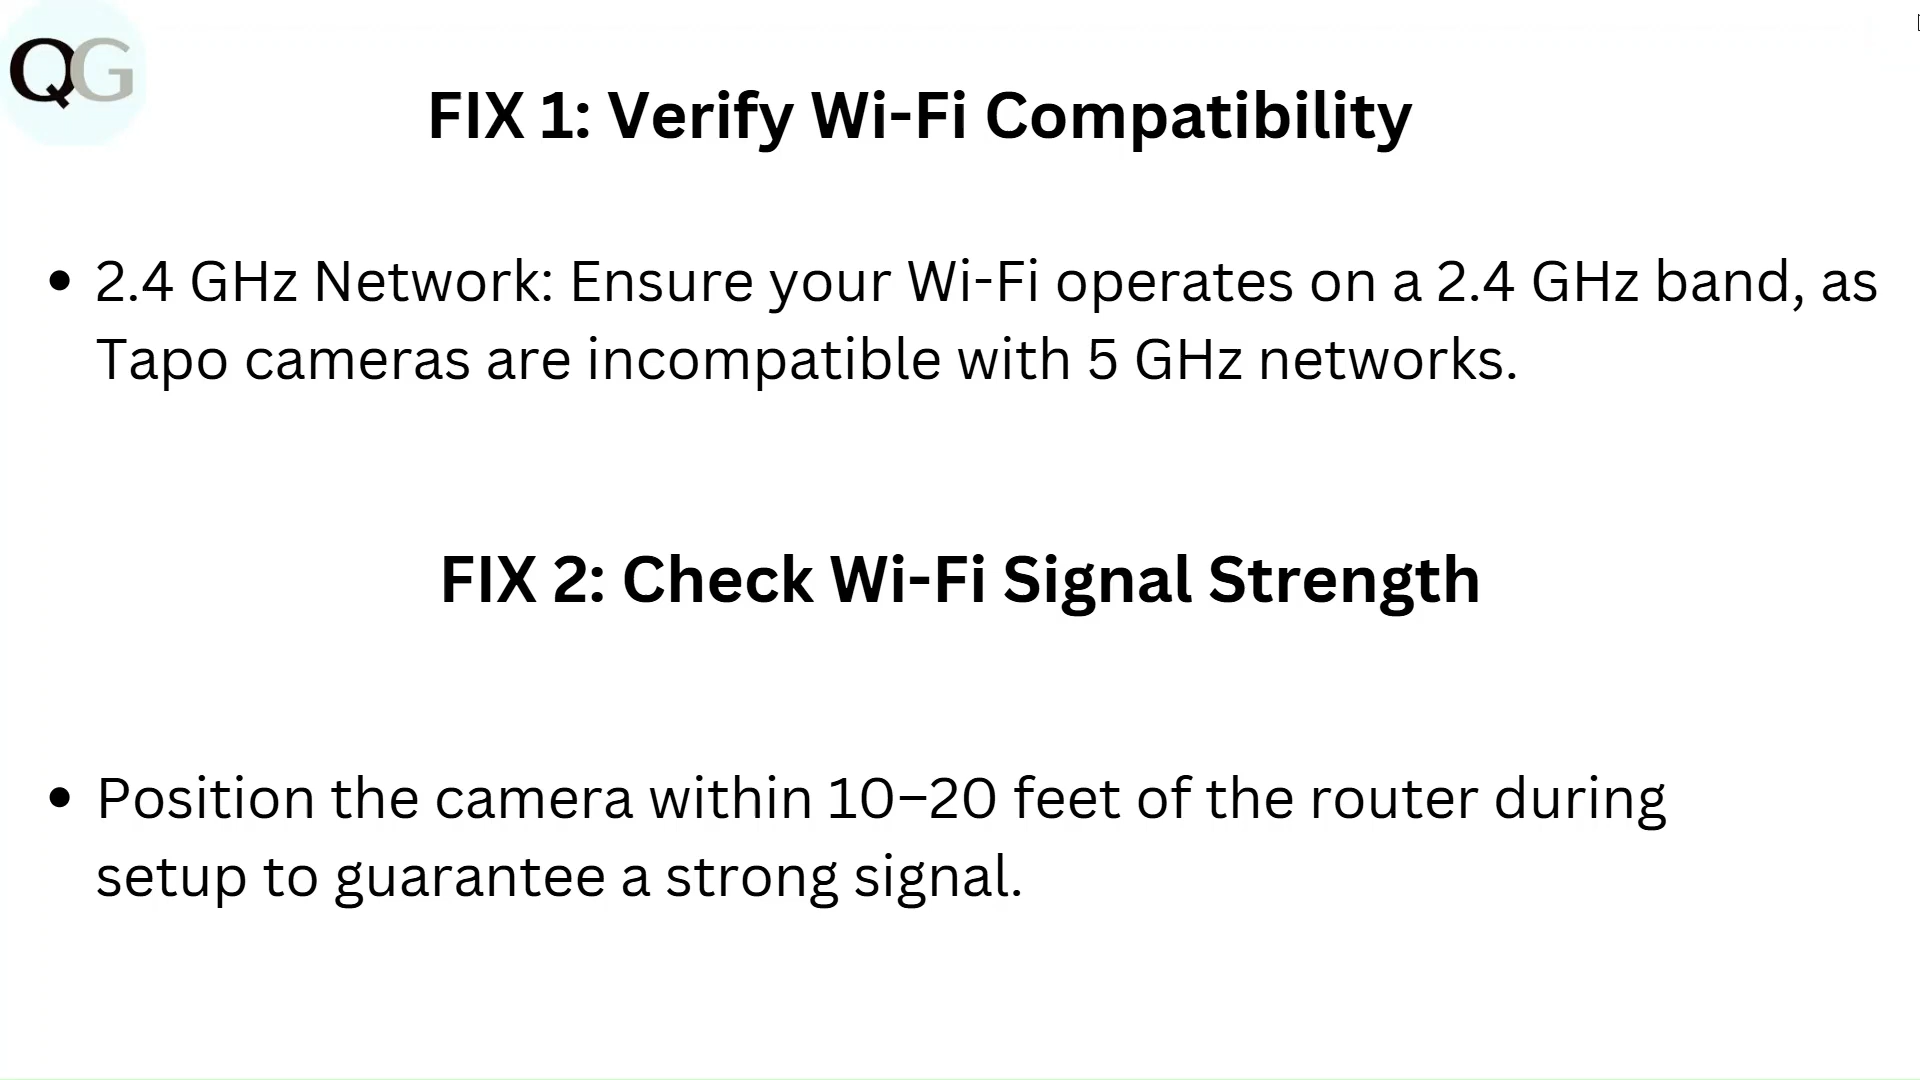 QG
FIX 1: Verify Wi-Fi Compatibility
• 2.4 GHz Network: Ensure your Wi-Fi operates on a 2.4 GHz band, as
Tapo cameras are incompatible with 5 GHz networks.
FIX 2: Check Wi-Fi Signal Strength
• Position the camera within 10–20 feet of the router during
setup to guarantee a strong signal.